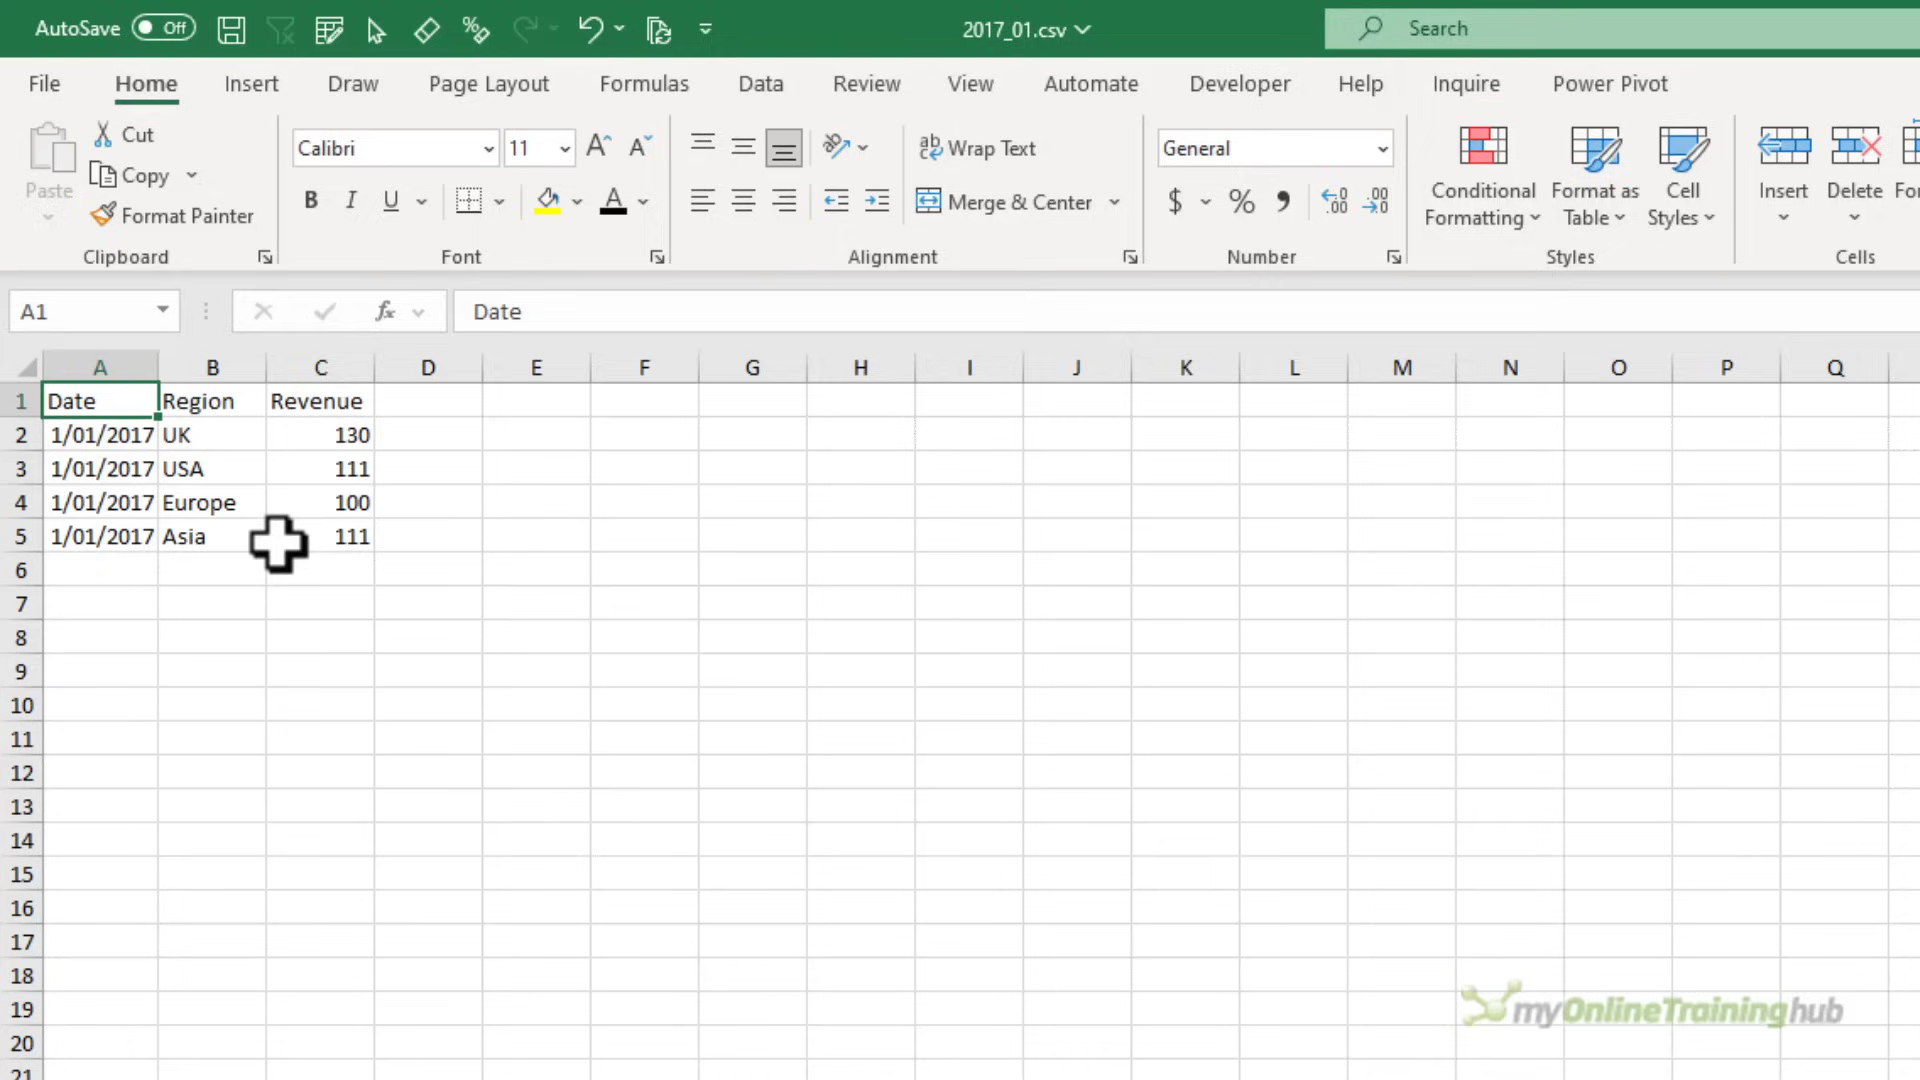 AutoSave Off 2017_01.csv Search
File Home Insert Draw Page Layout Formulas Data Review View Automate Developer Help Inquire Power Pivot
Paste
Cut
Copy
Format Painter
Clipboard
Calibri 11
B I U A
Font
Wrap Text
Merge & Center
Alignment
General
$ % ,
Number
Conditional Formatting
Format as Table
Cell Styles
Styles
Insert
Delete
Cells
A1 fx Date
A B C D E F G H I J K L M N O P Q
1 Date Region Revenue
2 1/01/2017 UK 130
3 1/01/2017 USA 111
4 1/01/2017 Europe 100
5 1/01/2017 Asia 111
6
7
8
9
10
11
12
13
14
15
16
17
18
19
20
21
myOnlineTraininghub